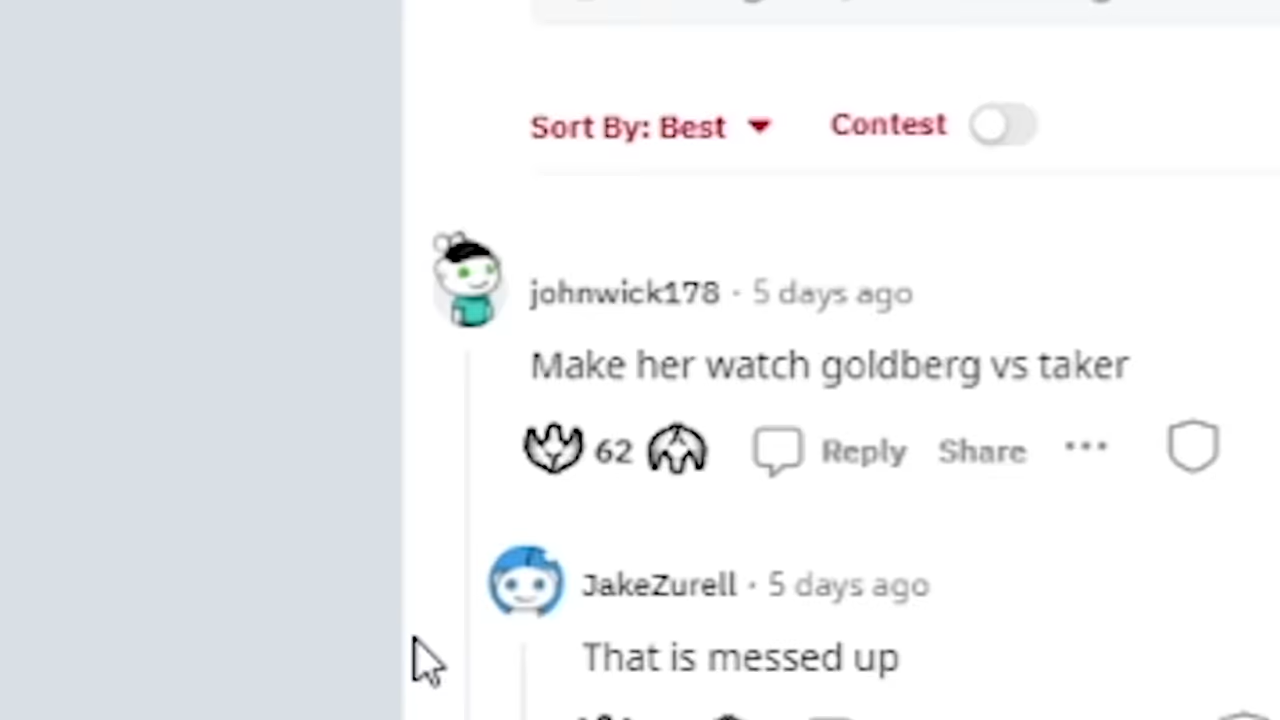 Sort By: Best Contest
johnwick178 · 5 days ago
Make her watch goldberg vs taker
62 Reply Share ...
JakeZurell · 5 days ago
That is messed up